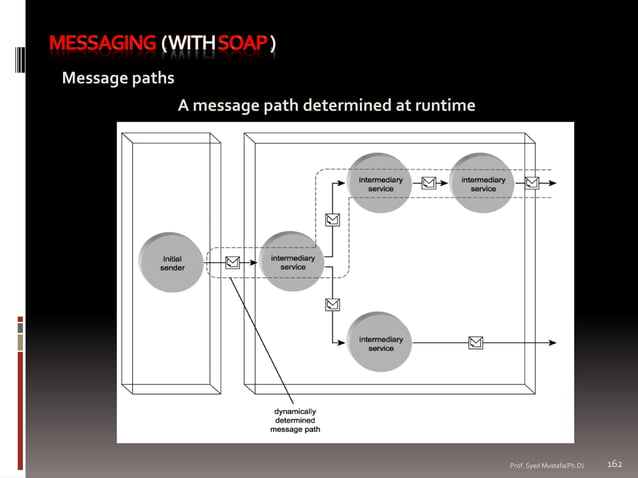 MESSAGING (WITH SOAP)
Message paths
A message path determined at runtime
intermediary
service
intermediary
service
initial
sender
intermediary
service
intermediary
service
dynamically
determined
message path
Prof. Syed Mustafa(Ph.D)
162